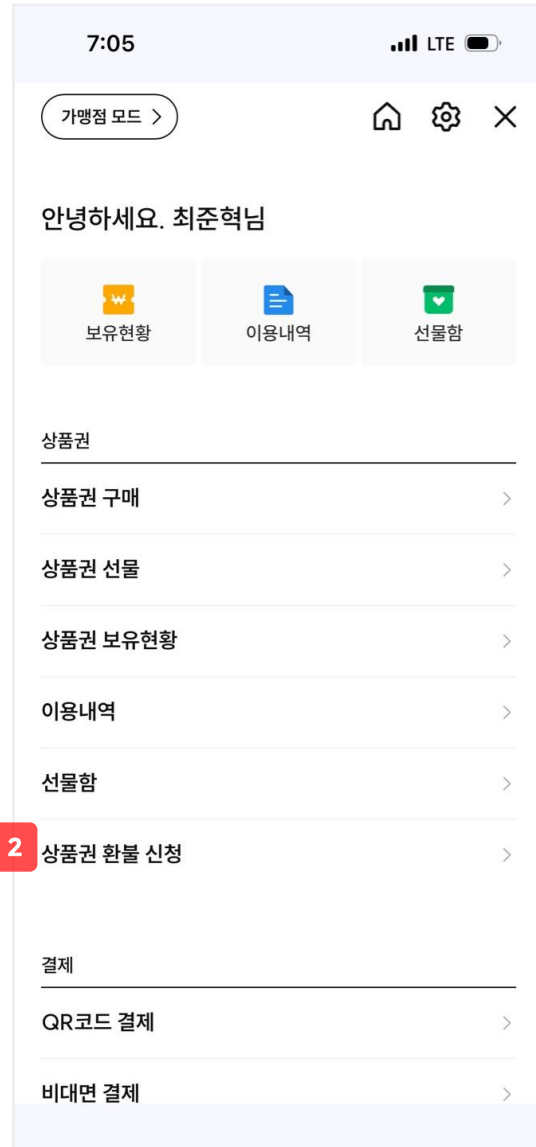 7:05
LTE
가맹점 모드
안녕하세요. 최준혁님
보유현황
이용내역
선물함
상품권
상품권 구매
상품권 선물
상품권 보유현황
이용내역
선물함
2
상품권 환불 신청
결제
QR코드 결제
비대면 결제